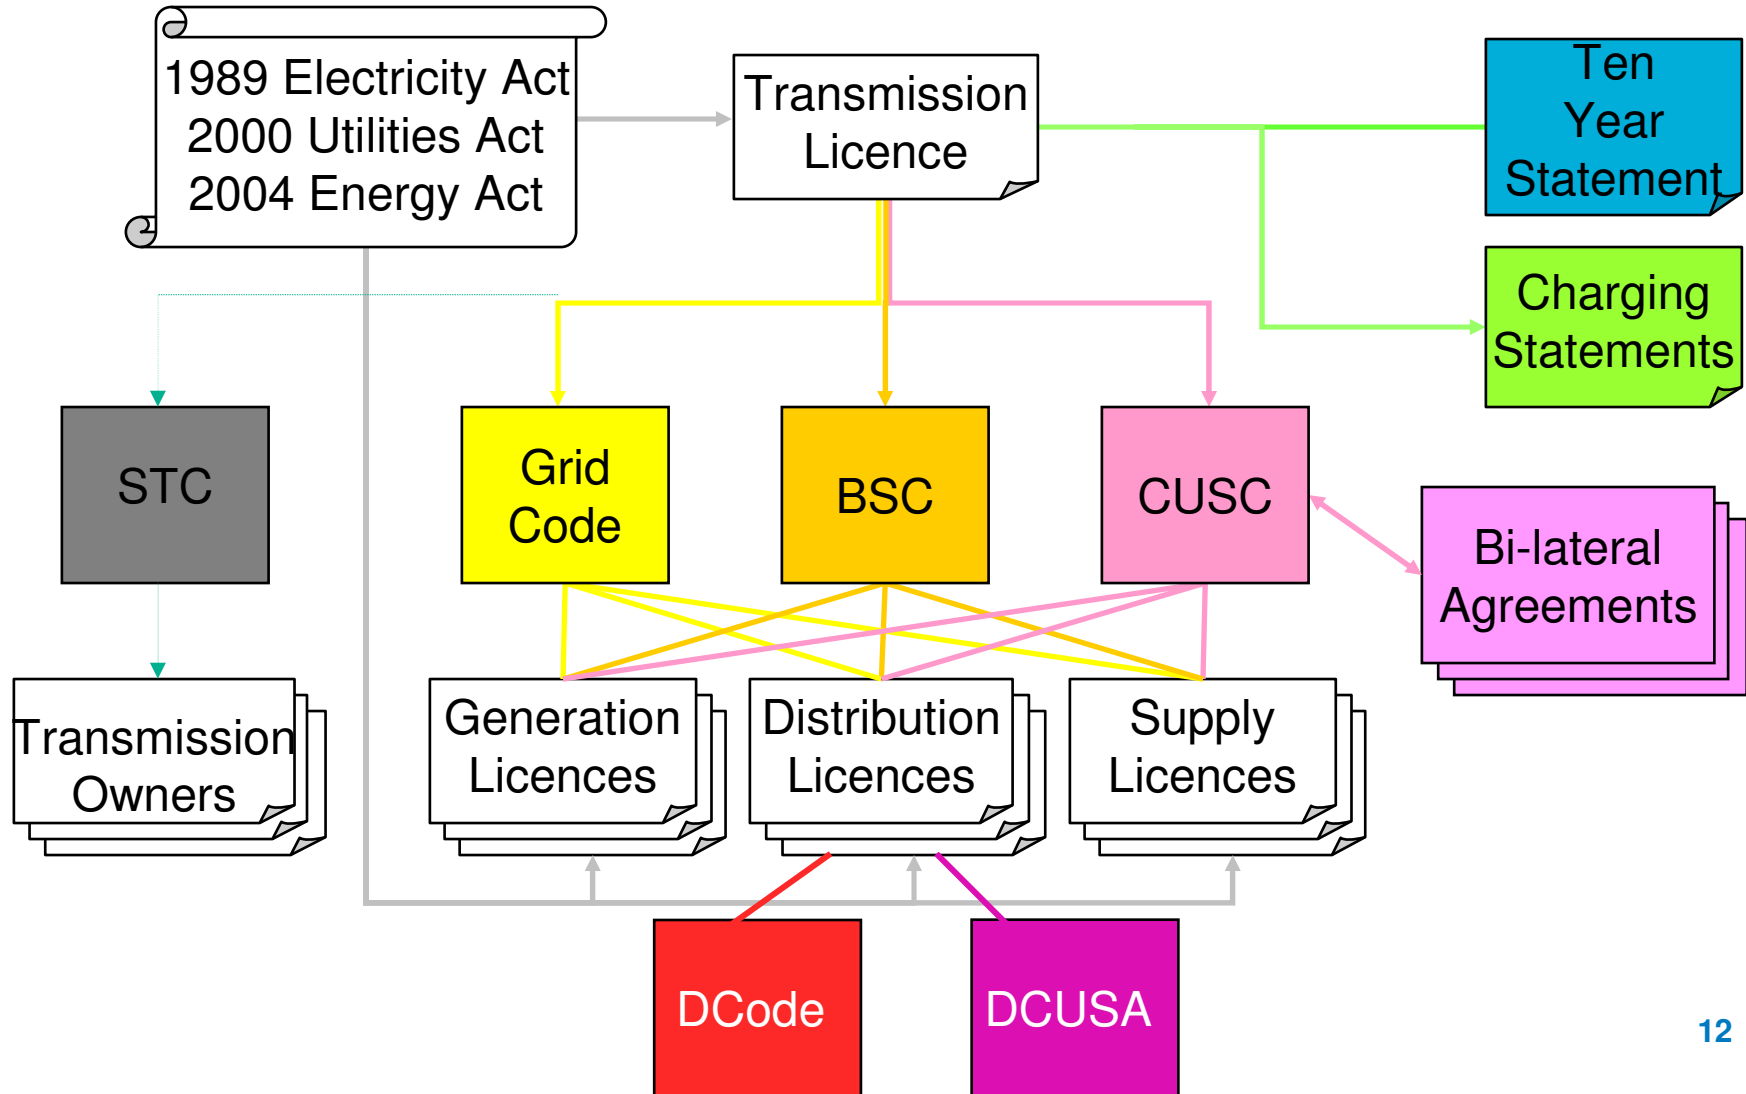 1989 Electricity Act
2000 Utilities Act
2004 Energy Act
Transmission
Licence
Ten
Year
Statement
Charging
Statements
STC
Grid
Code
BSC
CUSC
Bi-lateral
Agreements
Transmission
Owners
Generation
Licences
Distribution
Licences
Supply
Licences
DCode
DCUSA
12